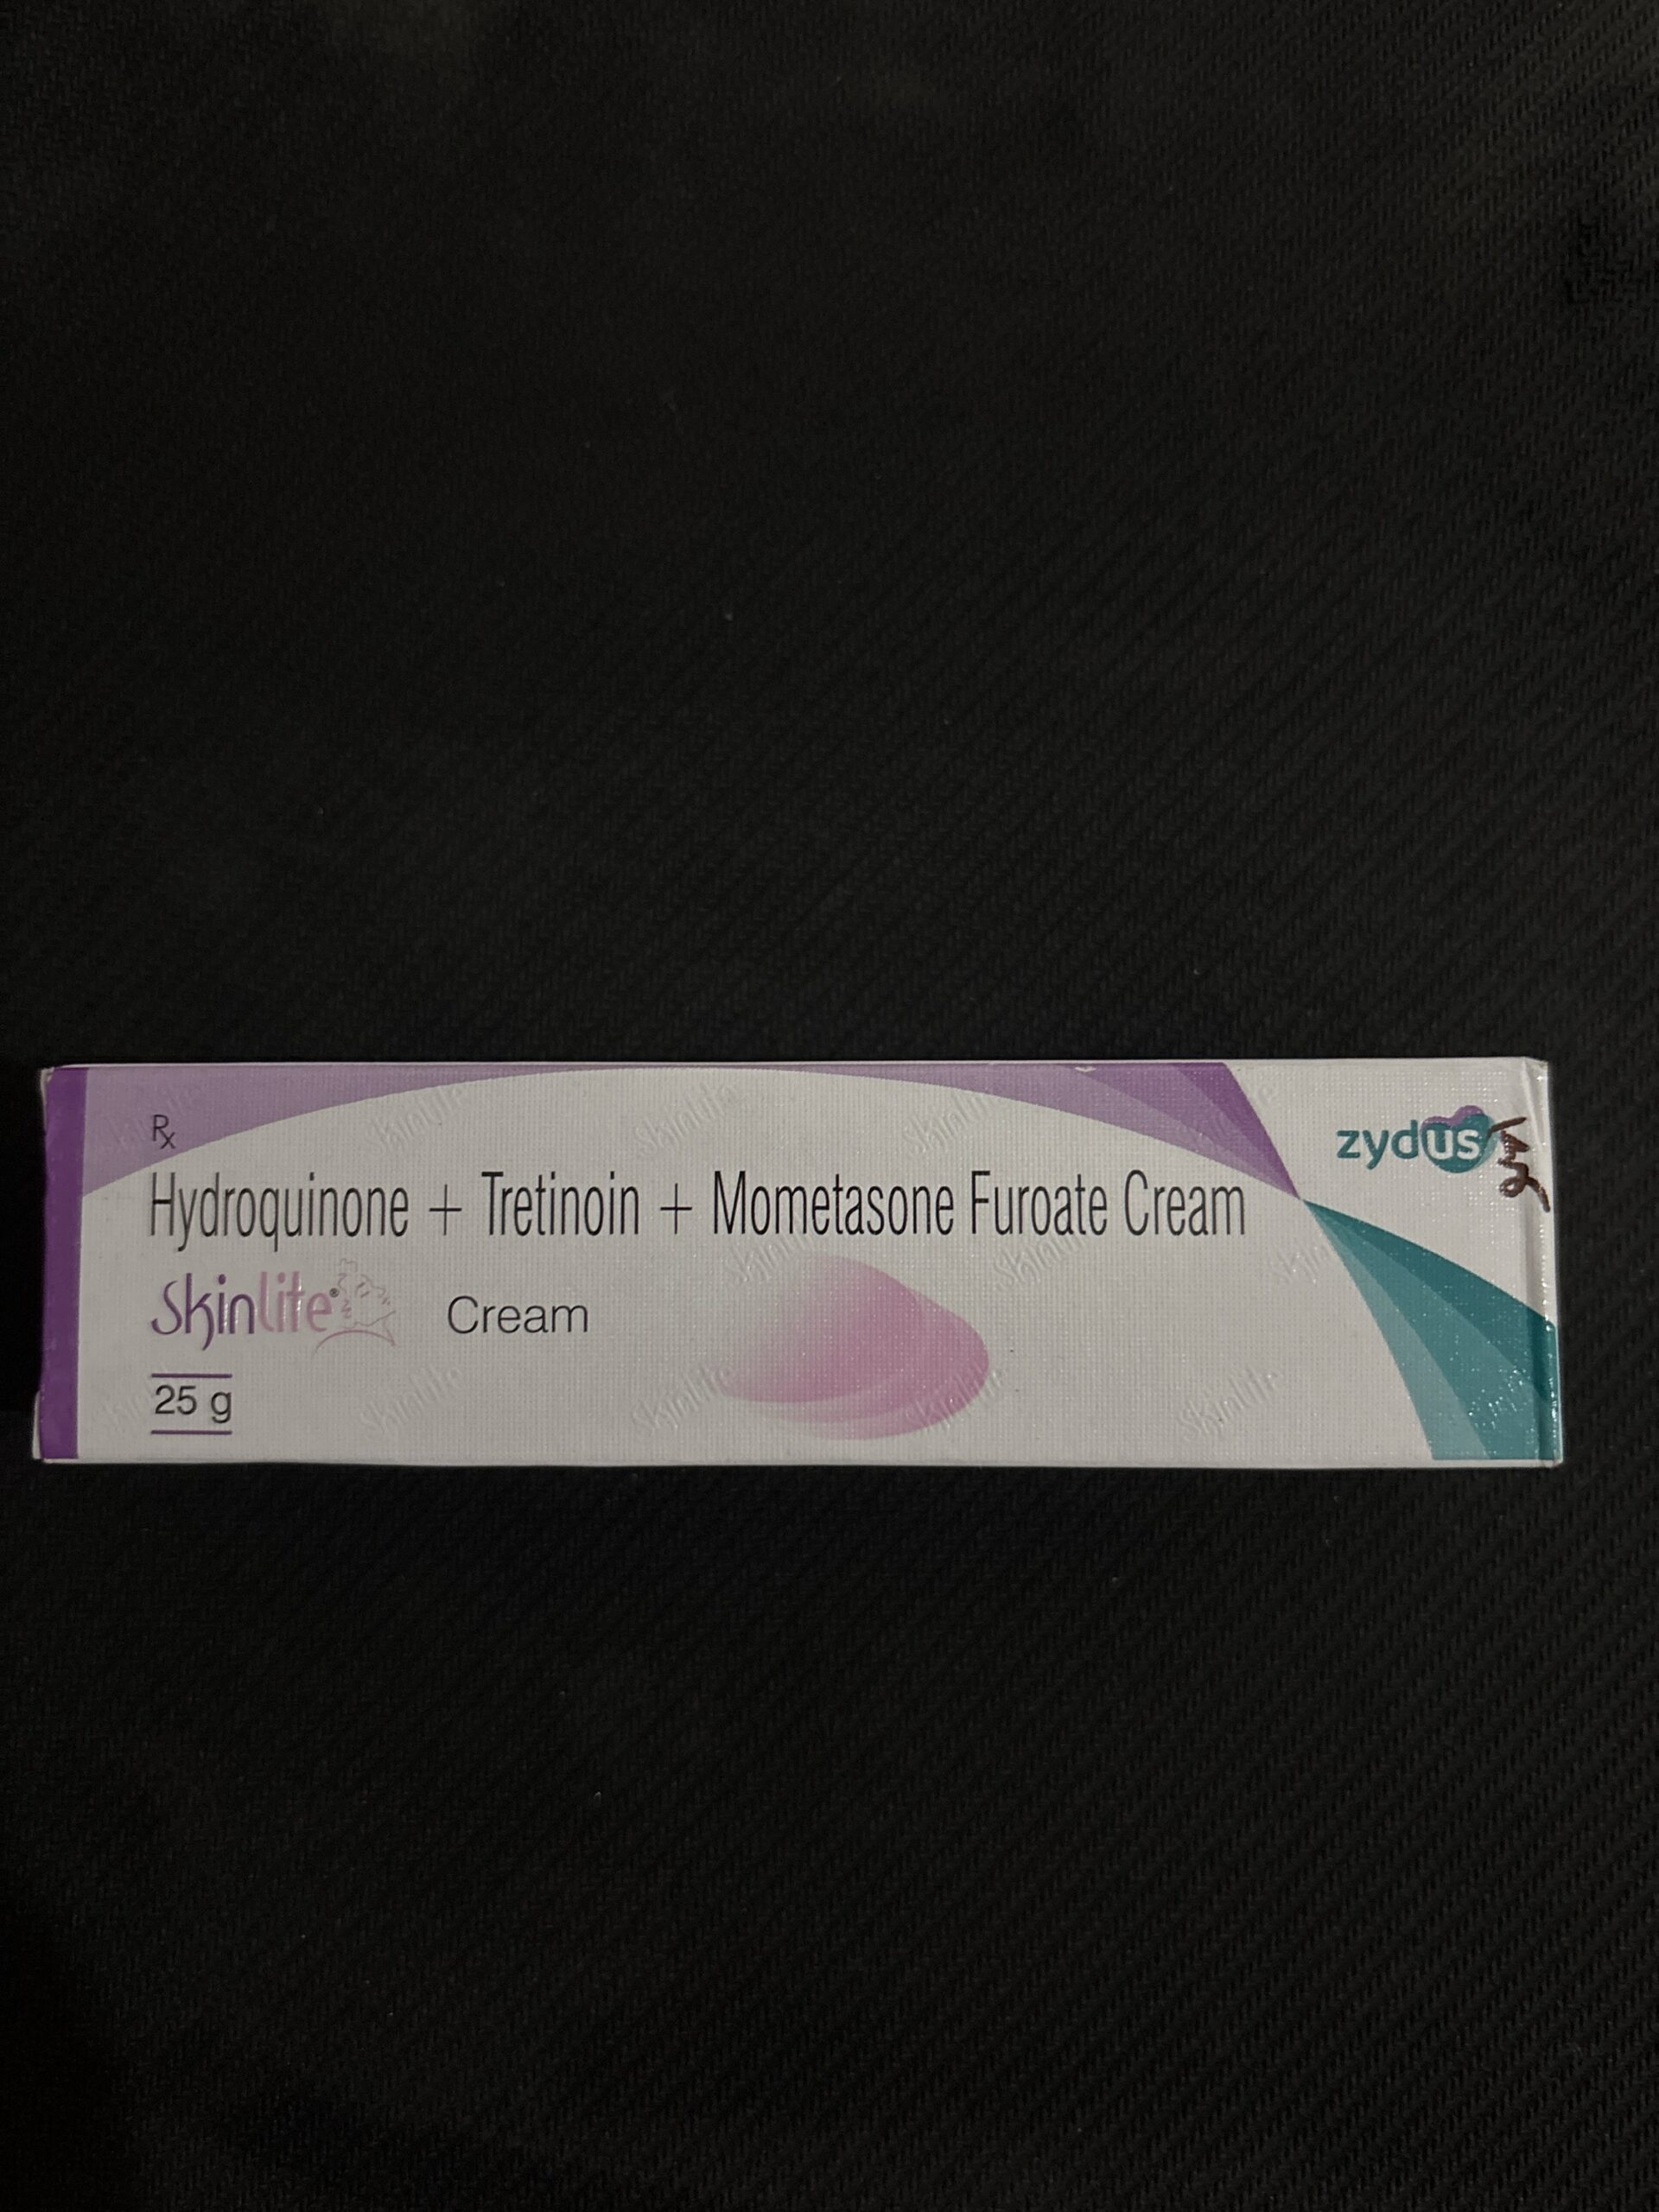 Rx
Hydroquinone + Tretinoin + Mometasone Furoate Cream
Skinlite® Cream
25 g
zydus